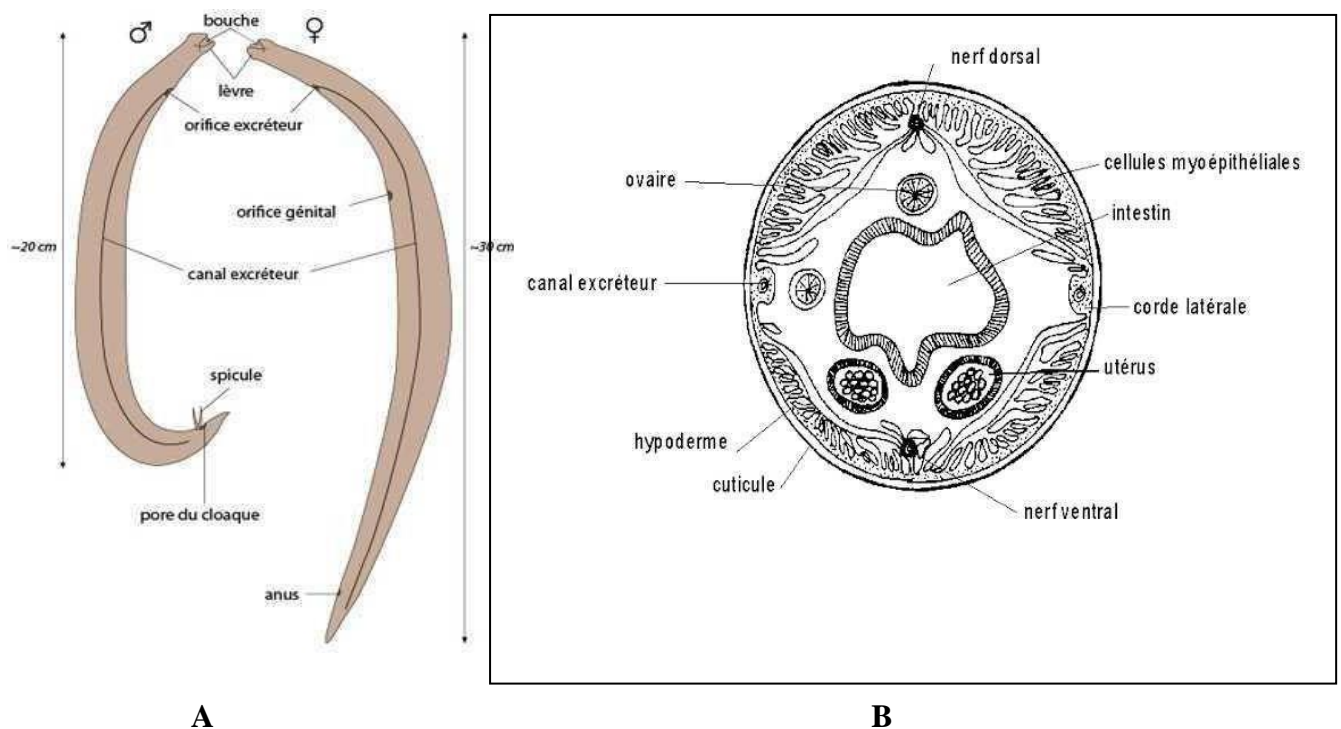 bouche
♂
♀
lèvre
orifice excréteur
orifice génital
~20 cm
~30 cm
canal excréteur
spicule
pore du cloaque
anus
A
nerf dorsal
cellules myoépithéliales
ovaire
intestin
canal excréteur
corde latérale
utérus
hypoderme
cuticule
nerf ventral
B